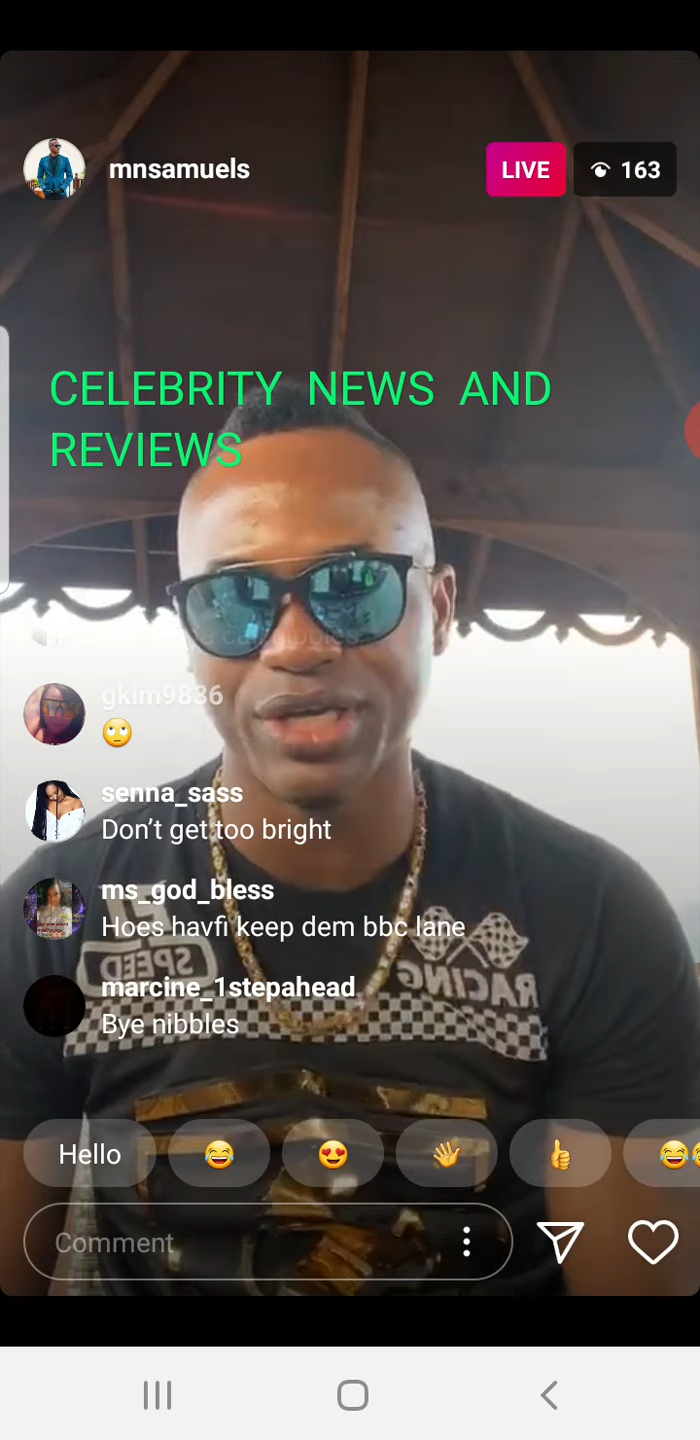 mnsamuels
LIVE
163
CELEBRITY NEWS AND
REVIEWS
gkim9836
🙄
senna_sass
Don't get too bright
ms_god_bless
Hoes havfi keep dem bbc lane
SPEED
RACING
marcine_1stepahead
Bye nibbles
Hello
Comment